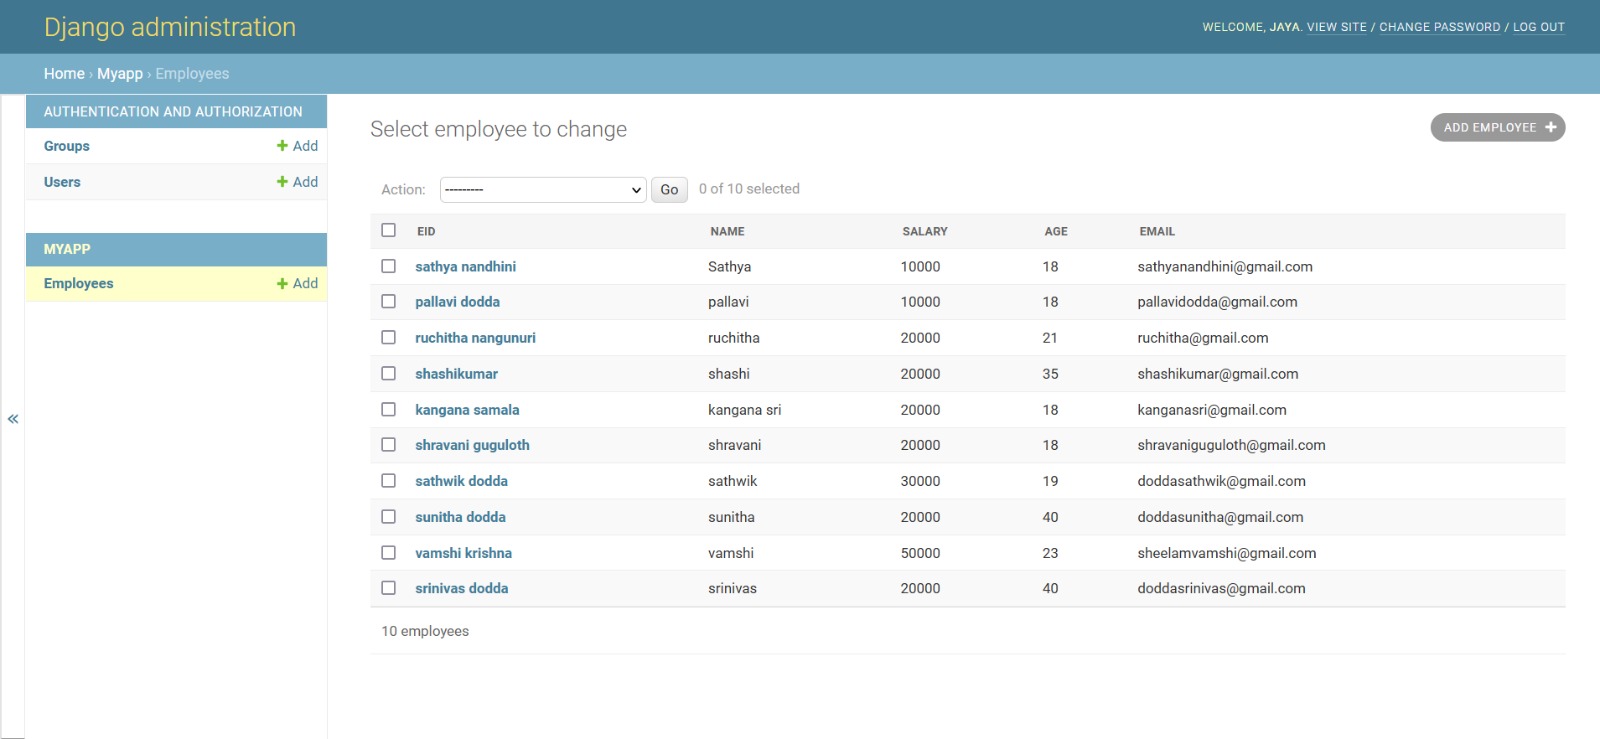 Django administration
WELCOME, JAYA. VIEW SITE / CHANGE PASSWORD / LOG OUT
Home › Myapp › Employees
AUTHENTICATION AND AUTHORIZATION
Groups + Add
Users + Add
MYAPP
Employees + Add
«
Select employee to change
ADD EMPLOYEE +
Action: --------- Go 0 of 10 selected
EID NAME SALARY AGE EMAIL
sathya nandhini Sathya 10000 18 sathyanandhini@gmail.com
pallavi dodda pallavi 10000 18 pallavidodda@gmail.com
ruchitha nangunuri ruchitha 20000 21 ruchitha@gmail.com
shashikumar shashi 20000 35 shashikumar@gmail.com
kangana samala kangana sri 20000 18 kanganasri@gmail.com
shravani guguloth shravani 20000 18 shravaniguguloth@gmail.com
sathwik dodda sathwik 30000 19 doddasathwik@gmail.com
sunitha dodda sunitha 20000 40 doddasunitha@gmail.com
vamshi krishna vamshi 50000 23 sheelamvamshi@gmail.com
srinivas dodda srinivas 20000 40 doddasrinivas@gmail.com
10 employees